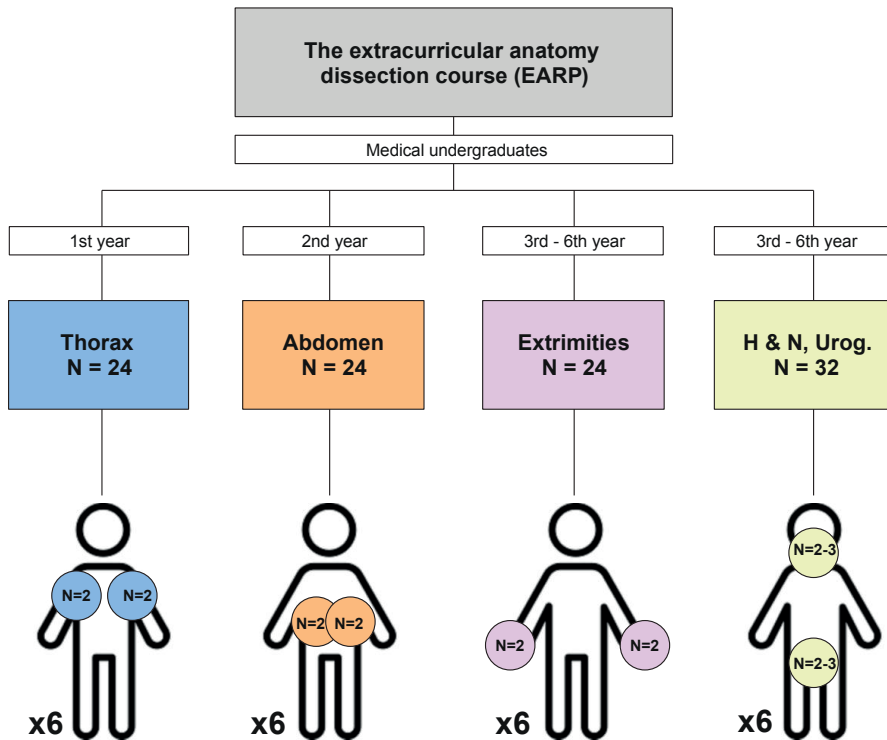 The extracurricular anatomy
dissection course (EARP)
Medical undergraduates
1st year
2nd year
3rd - 6th year
3rd - 6th year
Thorax
N = 24
Abdomen
N = 24
Extrimities
N = 24
H & N, Urog.
N = 32
N=2
N=2
N=2
N=2
N=2
N=2
N=2-3
N=2-3
x6
x6
x6
x6